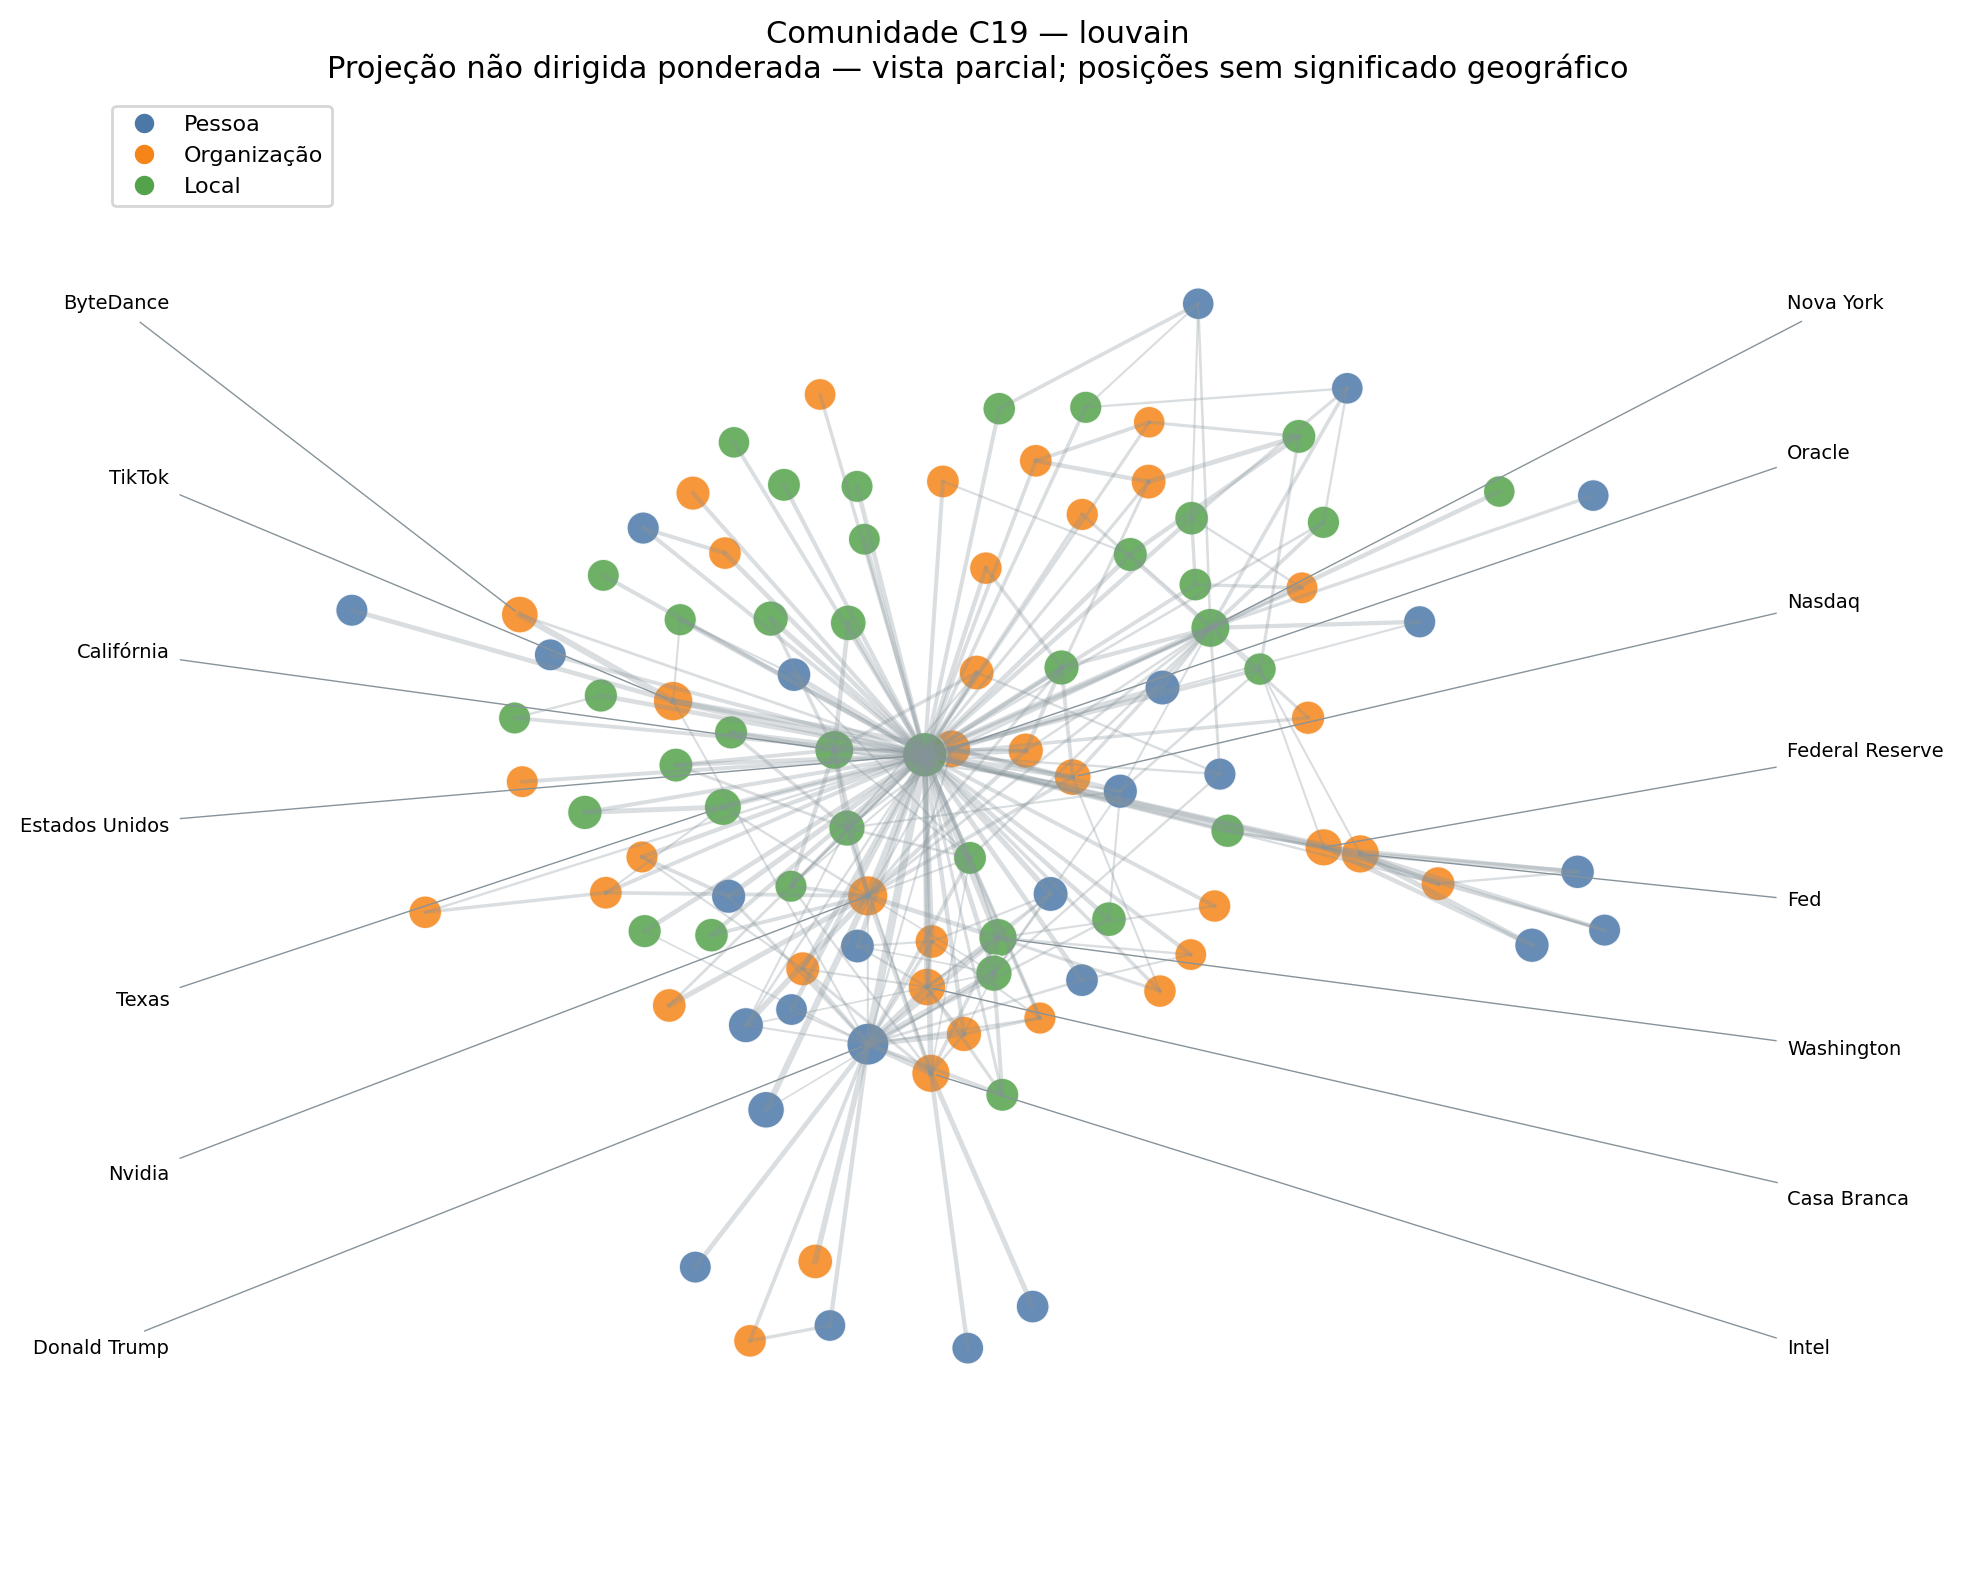 Comunidade C19 — louvain
Projeção não dirigida ponderada — vista parcial; posições sem significado geográfico
Pessoa
Organização
Local
ByteDance
TikTok
Califórnia
Estados Unidos
Texas
Nvidia
Donald Trump
Nova York
Oracle
Nasdaq
Federal Reserve
Fed
Washington
Casa Branca
Intel